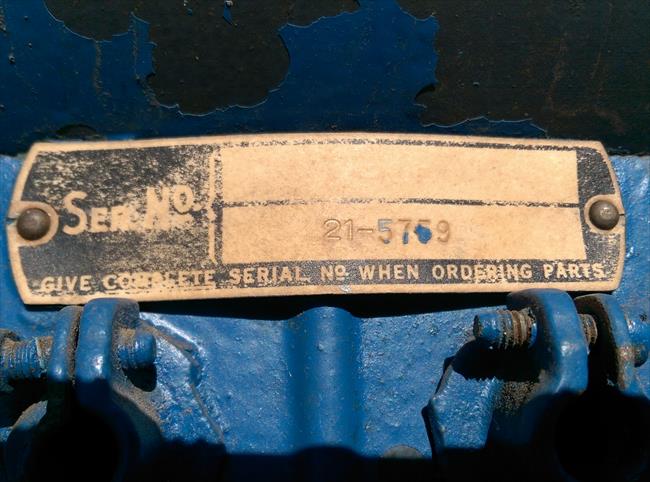 SER. NO.
21-5759
GIVE COMPLETE SERIAL NO WHEN ORDERING PARTS